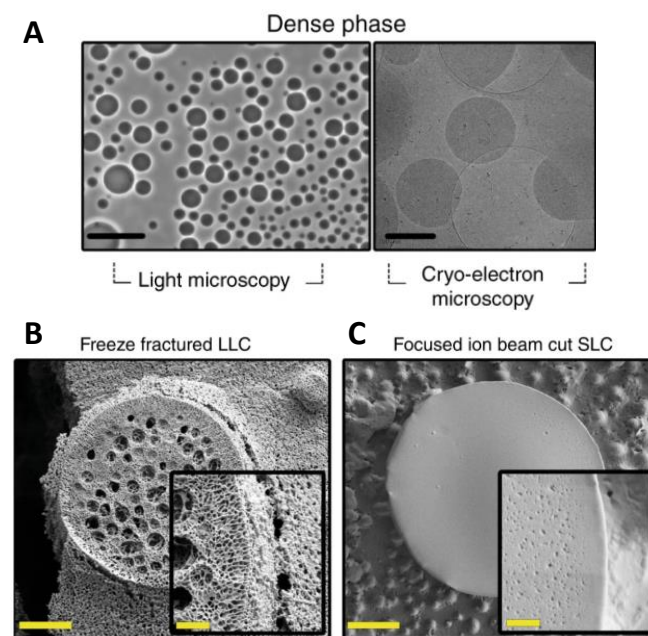 Dense phase
A
Light microscopy
Cryo-electron
microscopy
B
Freeze fractured LLC
C
Focused ion beam cut SLC